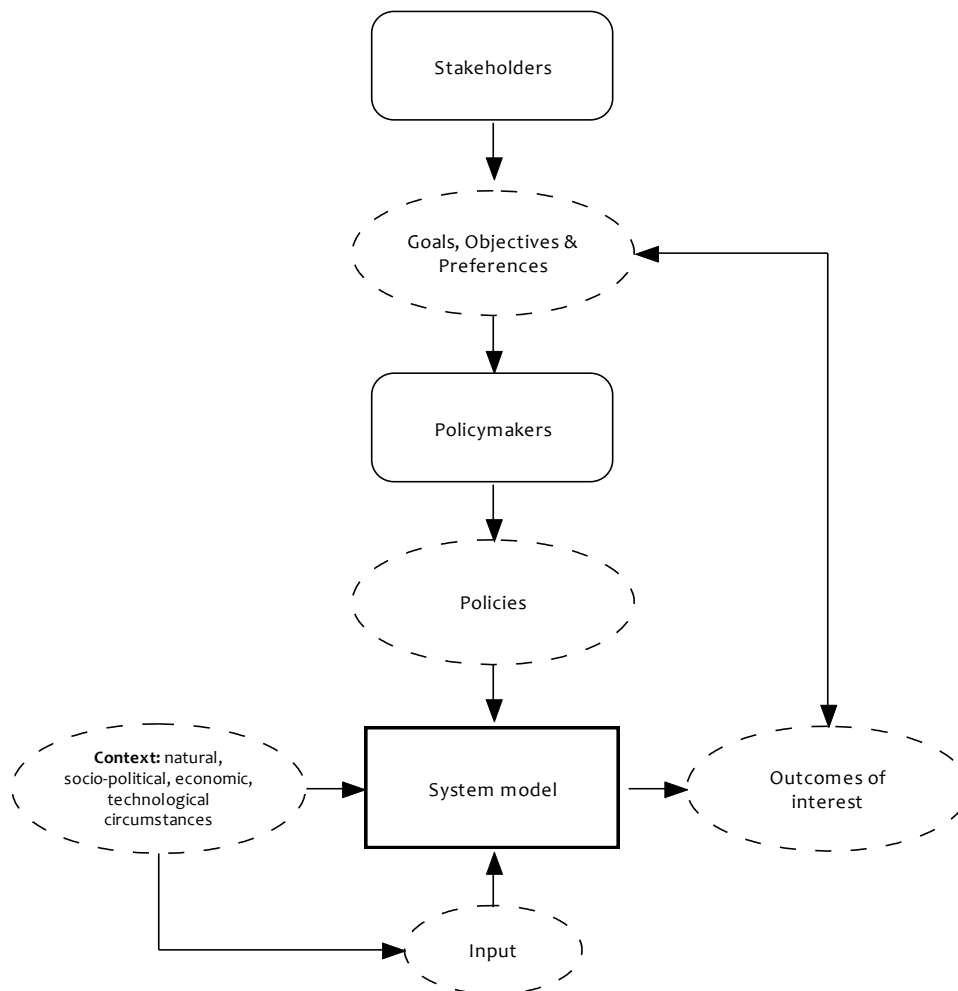 Stakeholders
Goals, Objectives &
Preferences
Policymakers
Policies
Context: natural,
socio-political, economic,
technological
circumstances
System model
Outcomes of
interest
Input